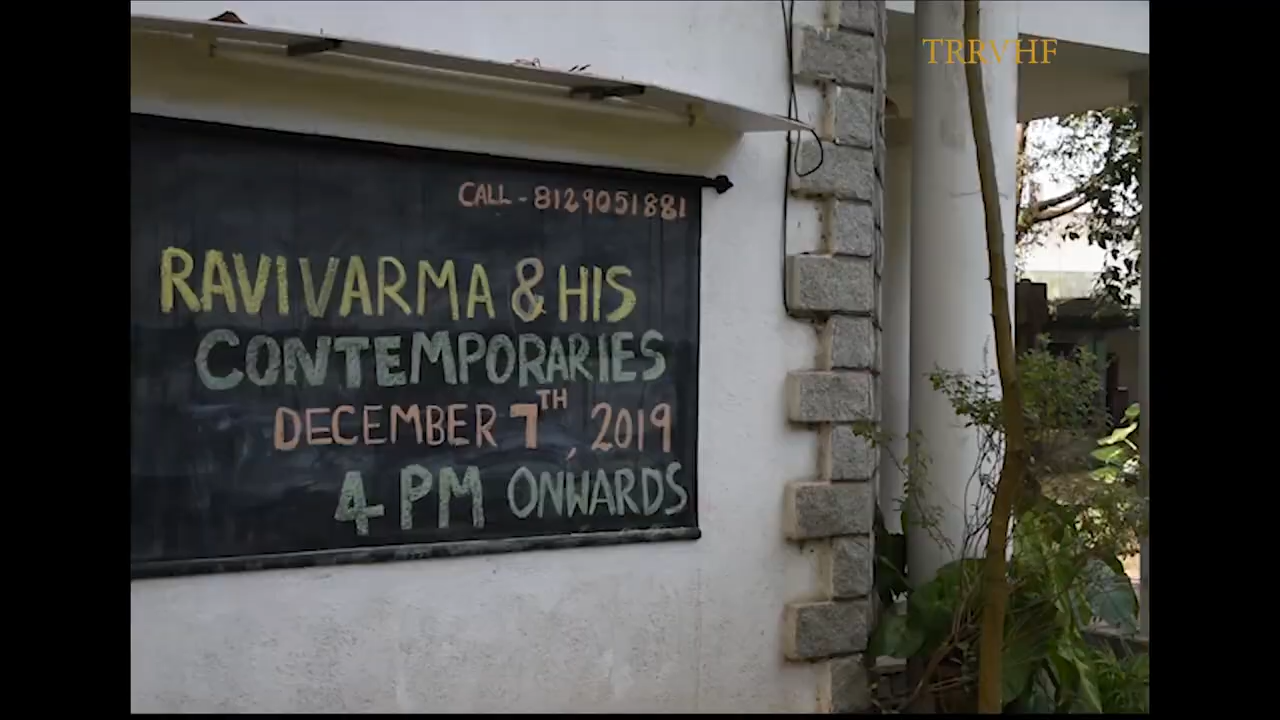 TRRVHF
CALL - 8129051881
RAVIVARMA & HIS
CONTEMPORARIES
DECEMBER 7TH, 2019
4 PM ONWARDS